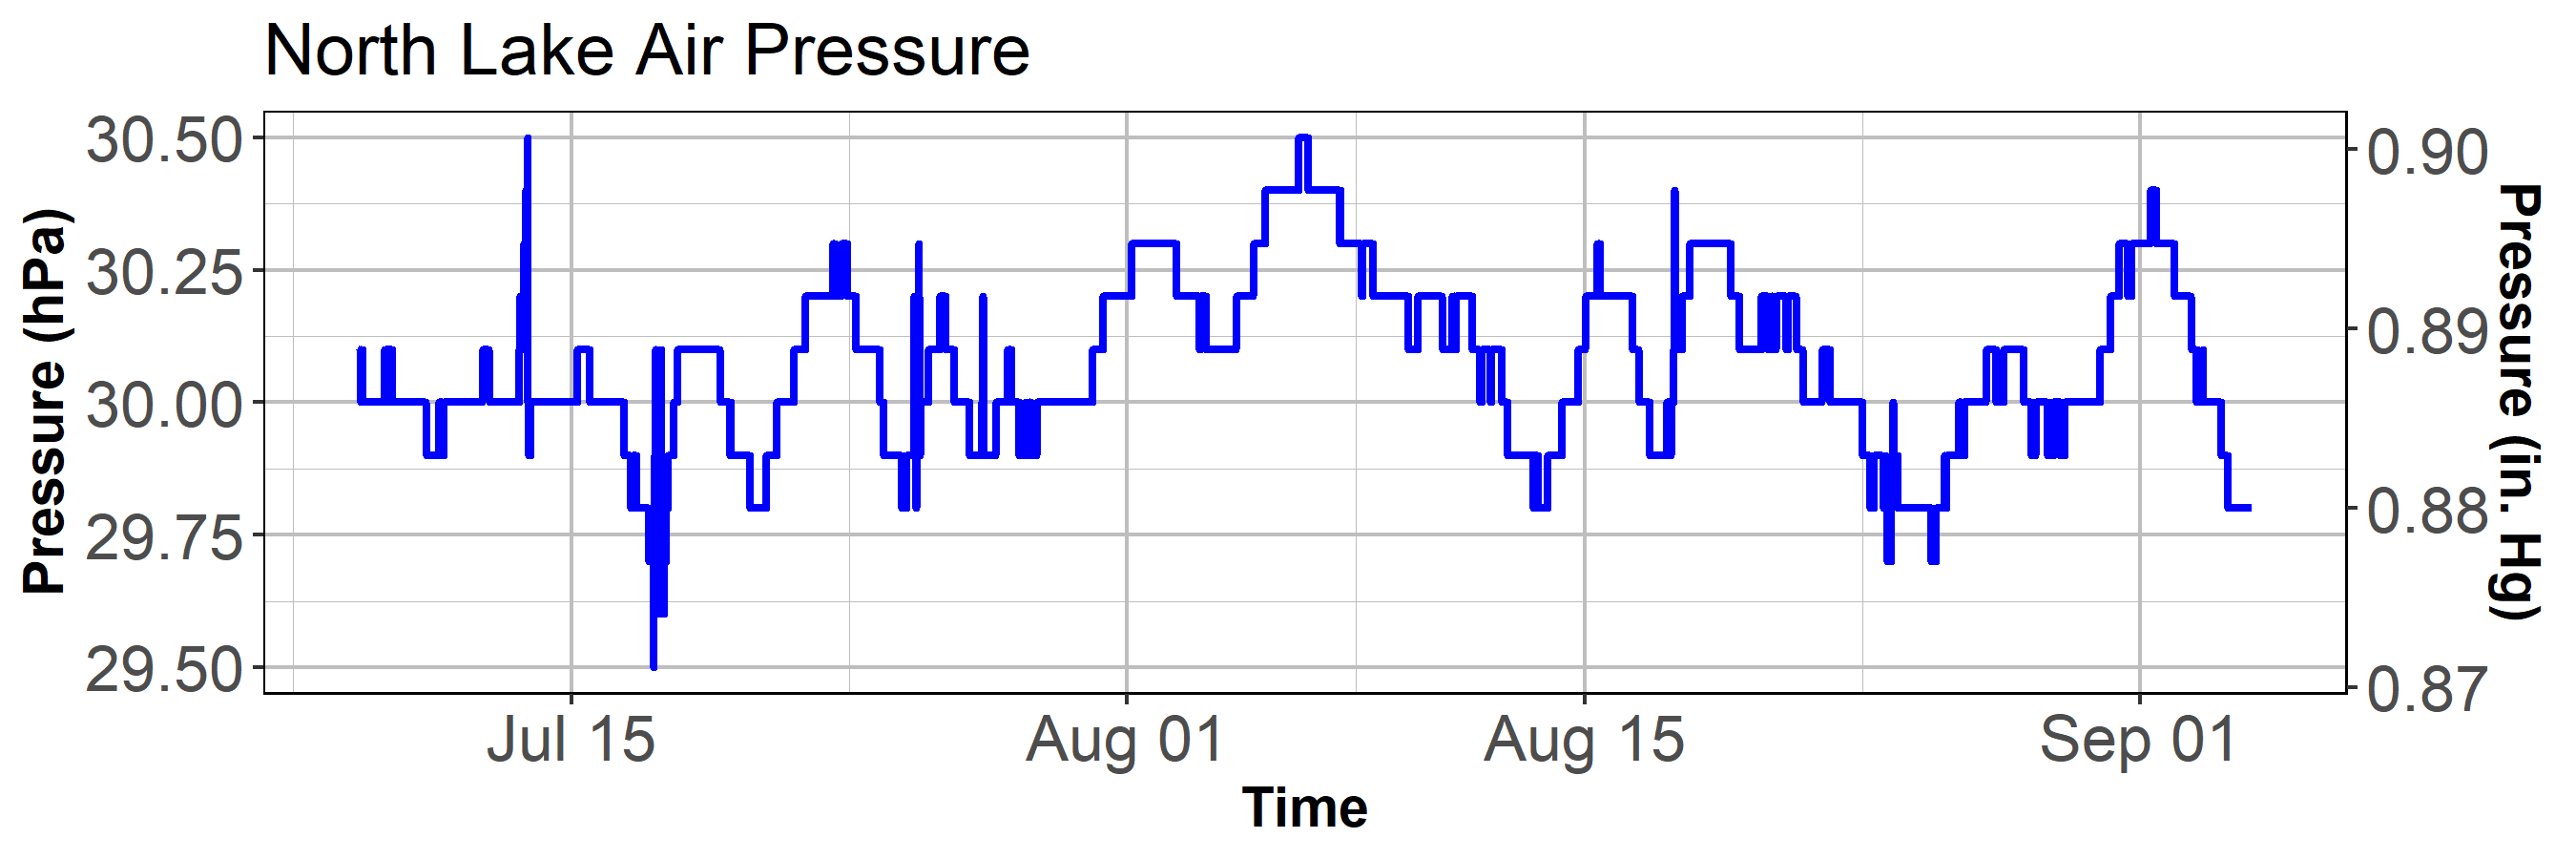 North Lake Air Pressure
Pressure (hPa)
30.50
30.25
30.00
29.75
29.50
0.90
0.89
0.88
0.87
Pressure (in. Hg)
Jul 15
Aug 01
Aug 15
Sep 01
Time